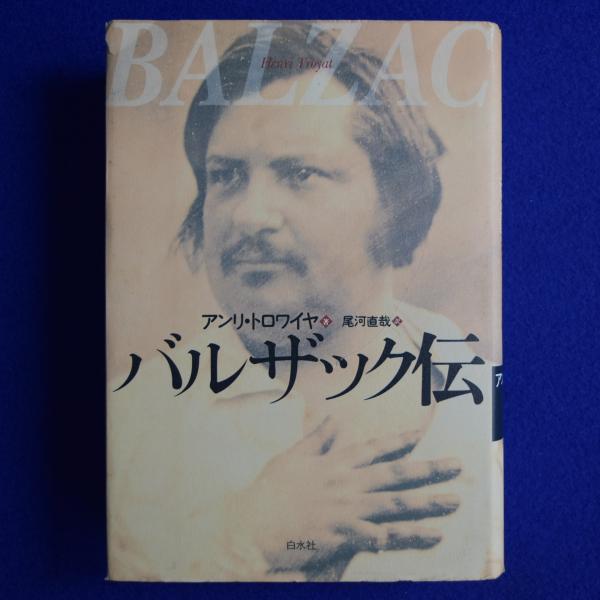 BALZAC
Henri Troyat
アンリ・トロワイヤ 著 尾河直哉 訳
バルザック伝
白水社